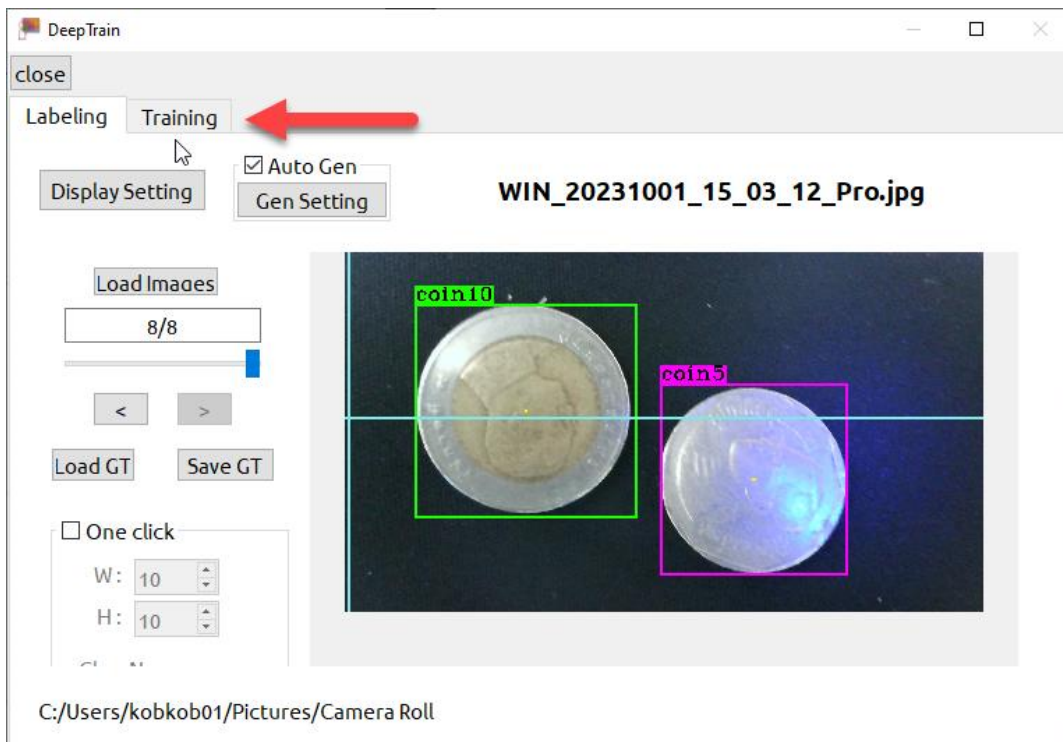 DeepTrain
close
Labeling Training
Display Setting
Auto Gen
Gen Setting
WIN_20231001_15_03_12_Pro.jpg
Load Images
8/8
< >
Load GT Save GT
One click
W: 10
H: 10
coin10
coin5
C:/Users/kobkob01/Pictures/Camera Roll